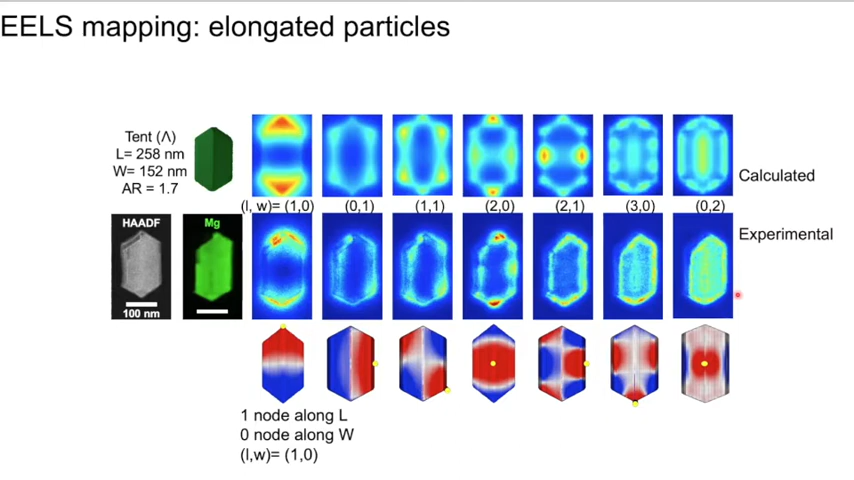 EELS mapping: elongated particles
Tent (Λ)
L= 258 nm
W= 152 nm
AR = 1.7
Calculated
(l, w)= (1,0) (0,1) (1,1) (2,0) (2,1) (3,0) (0,2)
HAADF Mg
Experimental
100 nm
1 node along L
0 node along W
(l,w)= (1,0)